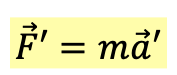 F⃗′ = ma⃗′